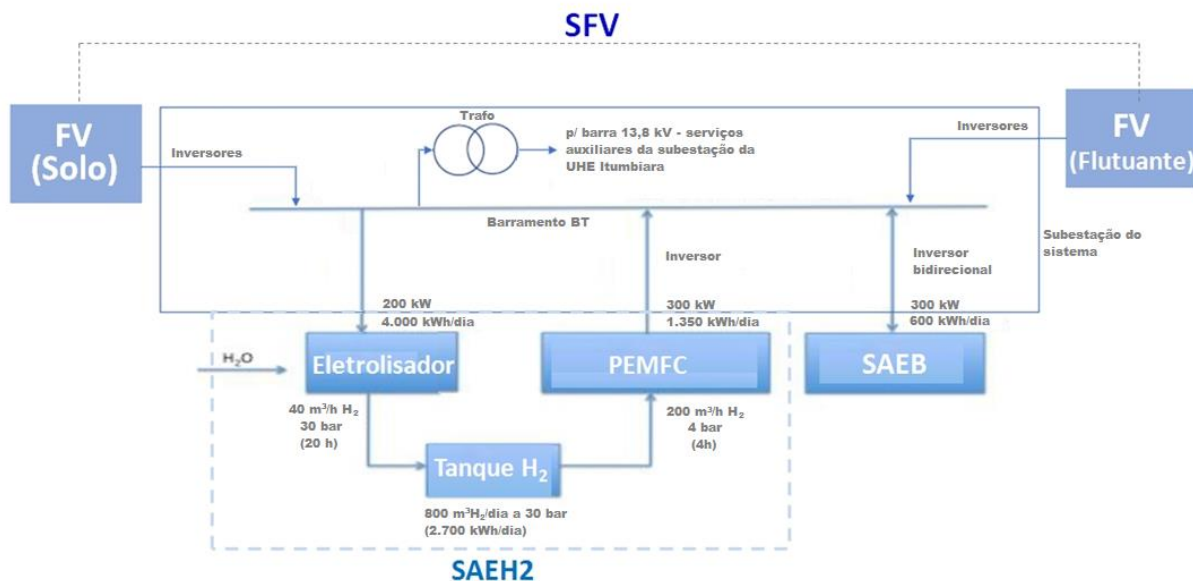 SFV
FV
(Solo)
Inversores
Trafo
p/ barra 13,8 kV - serviços
auxiliares da subestação da
UHE Itumbiara
Inversores
FV
(Flutuante)
Barramento BT
Subestação do
sistema
Inversor
Inversor
bidirecional
200 kW
4.000 kWh/dia
300 kW
1.350 kWh/dia
300 kW
600 kWh/dia
H₂O
Eletrolisador
PEMFC
SAEB
40 m³/h H₂
30 bar
(20 h)
200 m³/h H₂
4 bar
(4h)
Tanque H₂
800 m³H₂/dia a 30 bar
(2.700 kWh/dia)
SAEH2